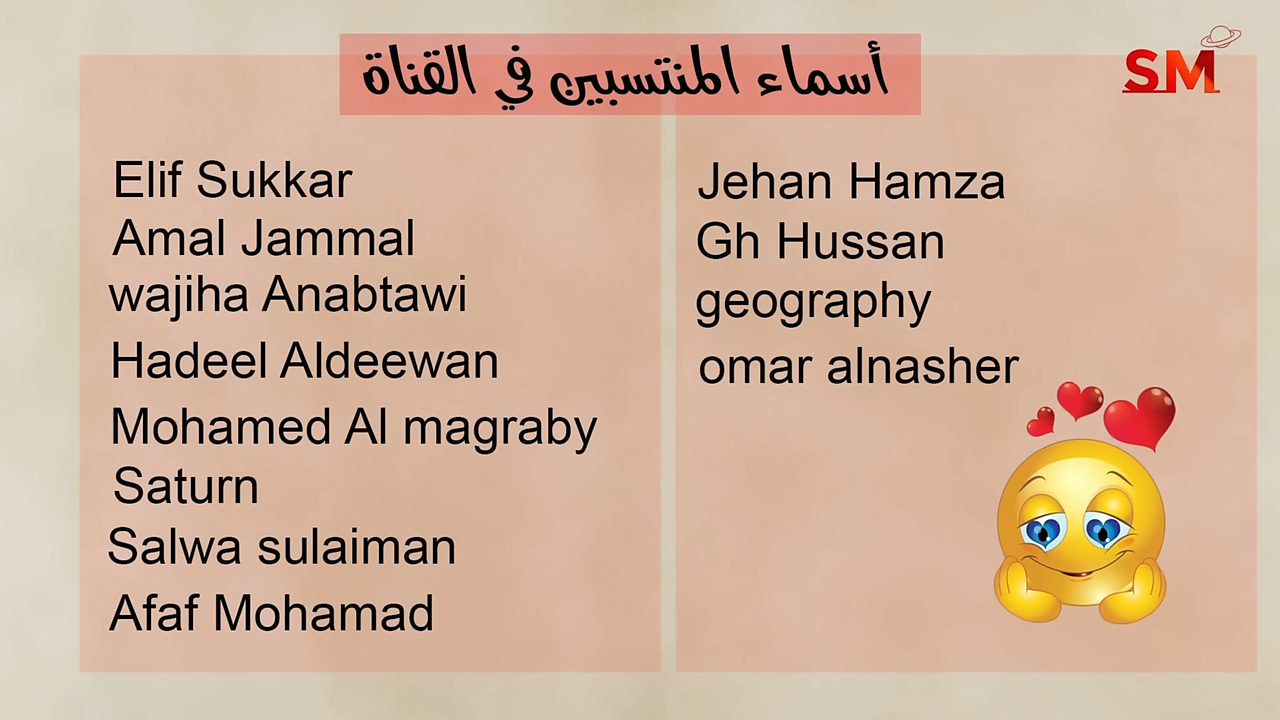 أسماء المنتسبين في القناة
SM
Elif Sukkar
Amal Jammal
wajiha Anabtawi
Hadeel Aldeewan
Mohamed Al magraby
Saturn
Salwa sulaiman
Afaf Mohamad
Jehan Hamza
Gh Hussan
geography
omar alnasher